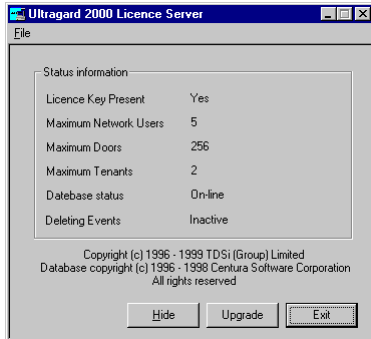 Ultragard 2000 Licence Server
File
Status information
Licence Key Present Yes
Maximum Network Users 5
Maximum Doors 256
Maximum Tenants 2
Datebase status On-line
Deleting Events Inactive
Copyright (c) 1996 - 1999 TDSi (Group) Limited
Database copyright (c) 1996 - 1998 Centura Software Corporation
All rights reserved
Hide Upgrade Exit